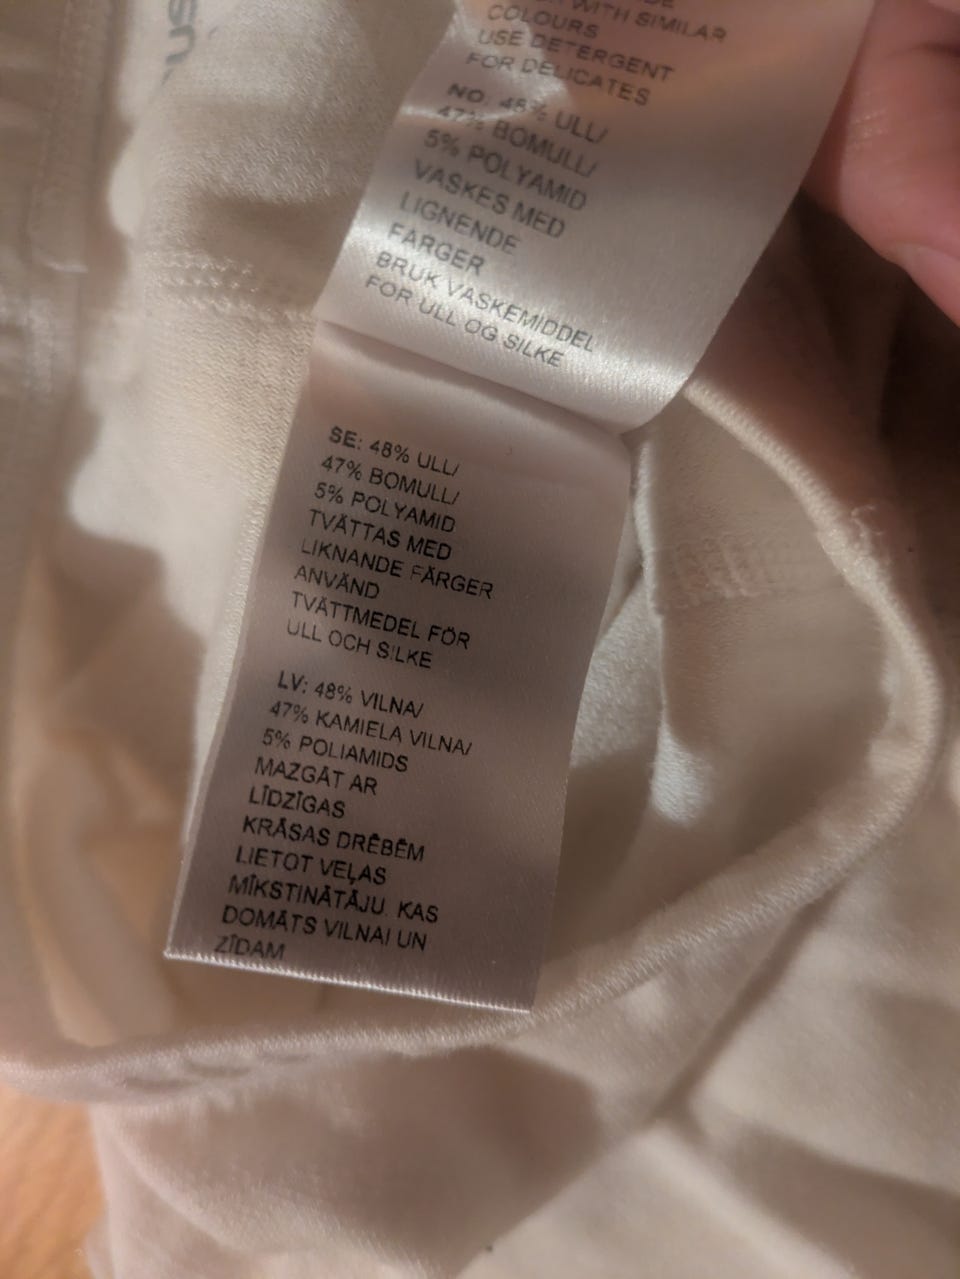 WITH SIMILAR
COLOURS
USE DETERGENT
FOR DELICATES
NO: 48% ULL/
47% BOMULL/
5% POLYAMID
VASKES MED
LIGNENDE
FARGER
BRUK VASKEMIDDEL
FOR ULL OG SILKE
SE: 48% ULL/
47% BOMULL/
5% POLYAMID
TVÄTTAS MED
LIKNANDE FÄRGER
ANVÄND
TVÄTTMEDEL FÖR
ULL OCH SILKE
LV: 48% VILNA/
47% KAMIELA VILNA/
5% POLIAMIDS
MAZGĀT AR
LĪDZĪGAS
KRĀSAS DRĒBĒM
LIETOT VEĻAS
MĪKSTINĀTĀJU. KAS
DOMĀTS VILNAI UN
ZĪDAM